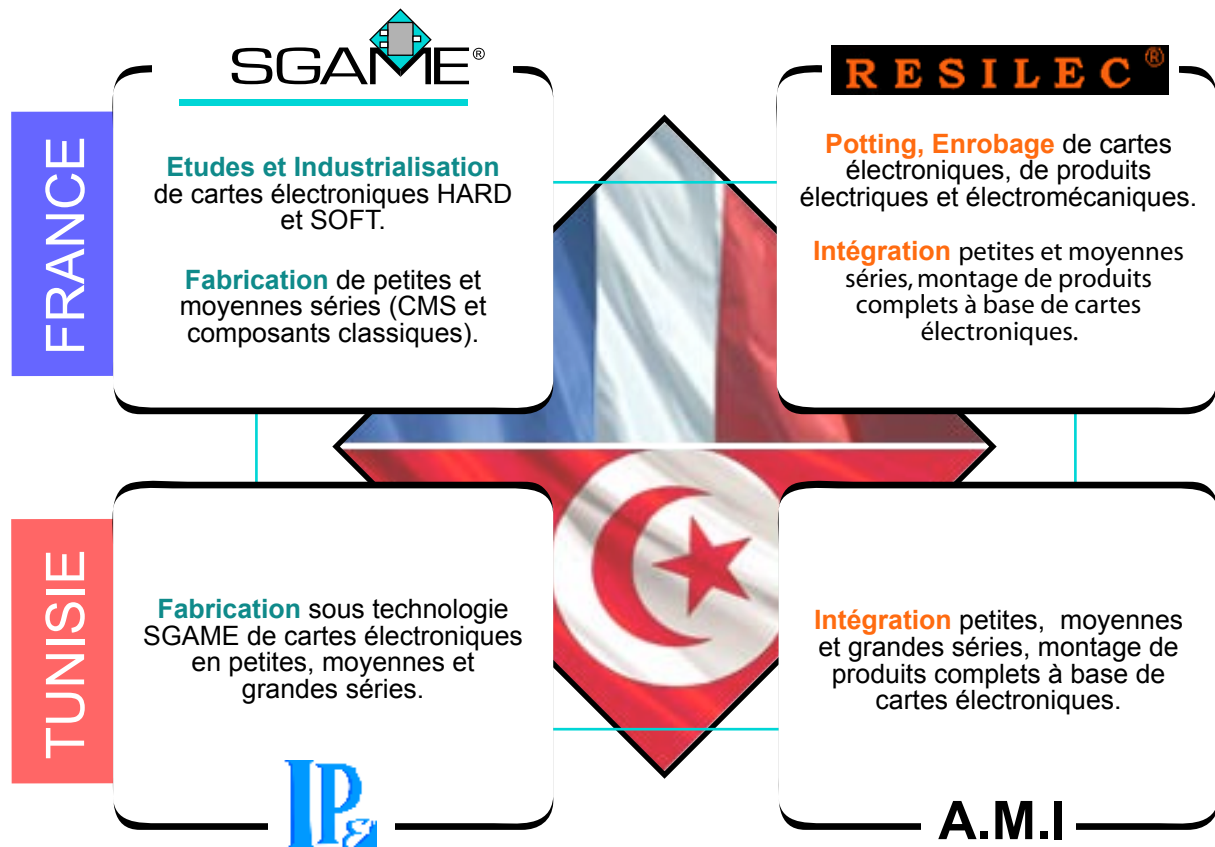 SGAME®
RESILEC®
FRANCE
Etudes et Industrialisation
de cartes électroniques HARD
et SOFT.
Fabrication de petites et
moyennes séries (CMS et
composants classiques).
Potting, Enrobage de cartes
électroniques, de produits
électriques et électromécaniques.
Intégration petites et moyennes
séries, montage de produits
complets à base de cartes
électroniques.
TUNISIE
Fabrication sous technologie
SGAME de cartes électroniques
en petites, moyennes et
grandes séries.
IP&
Intégration petites, moyennes
et grandes séries, montage de
produits complets à base de
cartes électroniques.
A.M.I